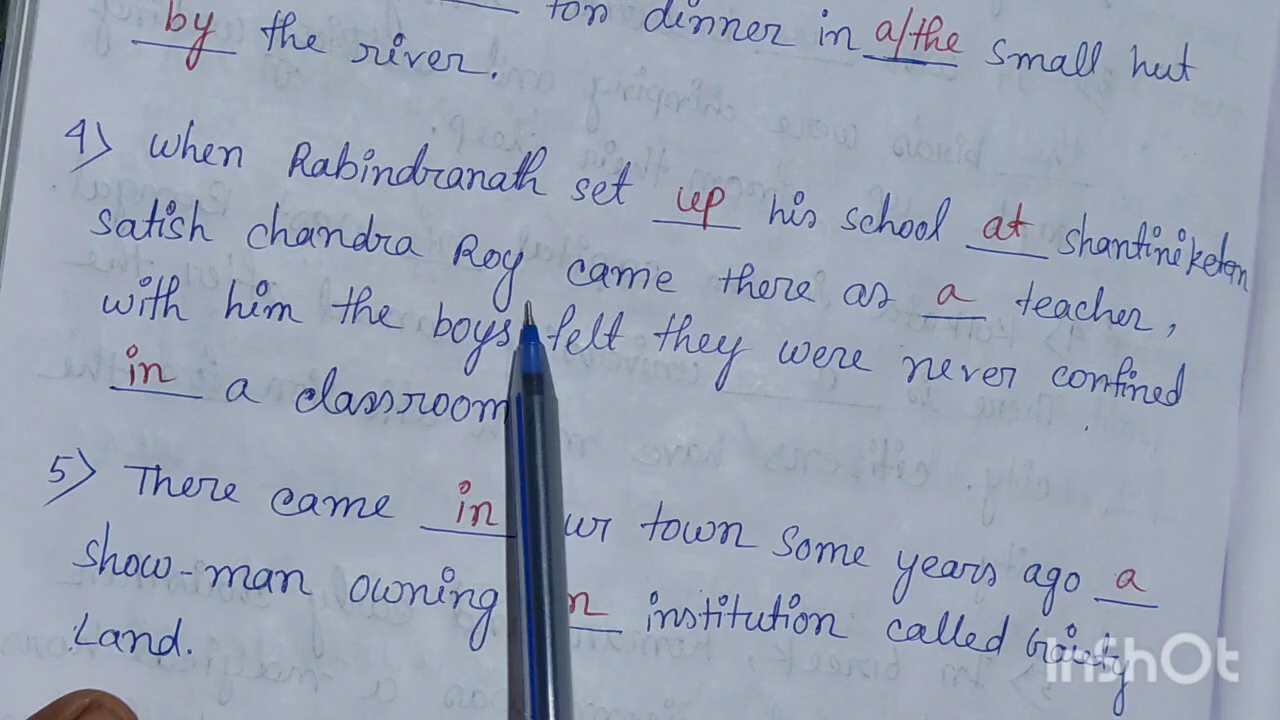 for dinner in a/the small hut
by the river.
4) When Rabindranath set up his school at Shantiniketan
Satish Chandra Roy came there as a teacher,
with him the boys felt they were never confined
in a classroom
5) There came in our town some years ago a
show-man owning n institution called Gaiety
Land.
InShOt